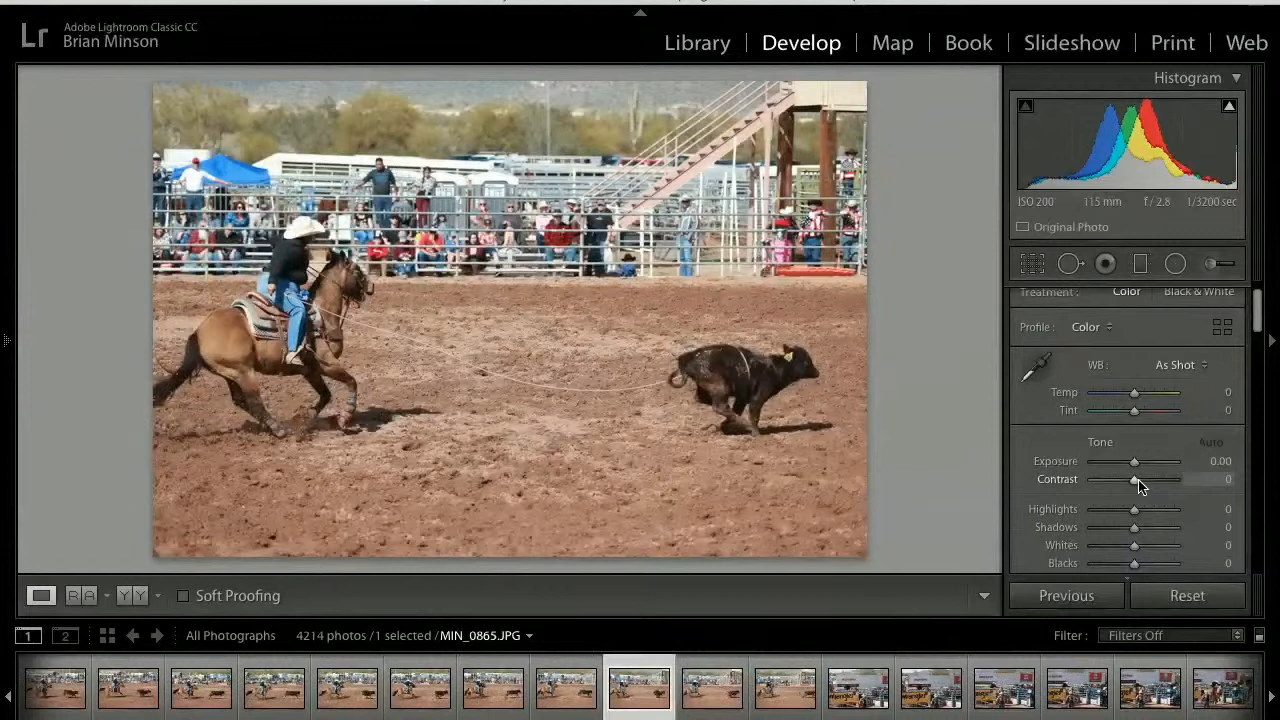 Lr
Adobe Lightroom Classic CC
Brian Minson
Library | Develop | Map | Book | Slideshow | Print | Web
Histogram
ISO 200 115 mm f / 2.8 1/3200 sec
Original Photo
Treatment : Color Black & White
Profile : Color
WB : As Shot
Temp 0
Tint 0
Tone Auto
Exposure 0.00
Contrast 0
Highlights 0
Shadows 0
Whites 0
Blacks 0
R A Y Y Soft Proofing
Previous Reset
1 2 All Photographs 4214 photos / 1 selected / MIN_0865.JPG Filter : Filters Off